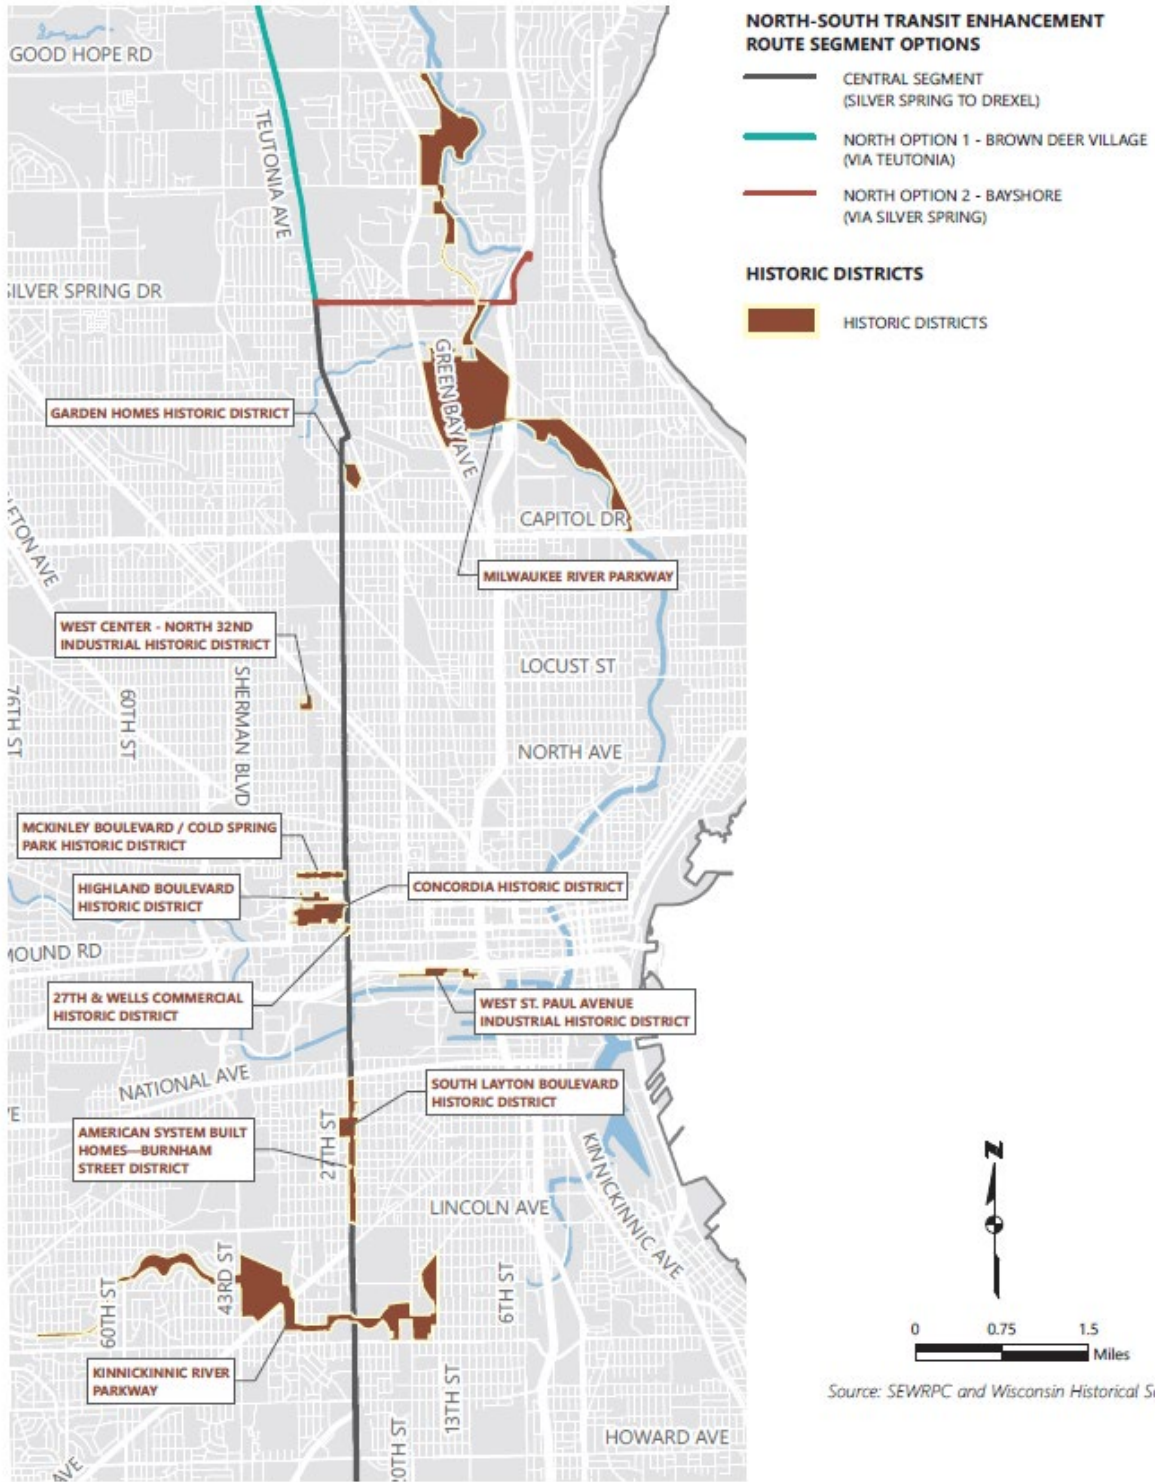 NORTH-SOUTH TRANSIT ENHANCEMENT
ROUTE SEGMENT OPTIONS
CENTRAL SEGMENT
(SILVER SPRING TO DREXEL)
NORTH OPTION 1 - BROWN DEER VILLAGE
(VIA TEUTONIA)
NORTH OPTION 2 - BAYSHORE
(VIA SILVER SPRING)
HISTORIC DISTRICTS
HISTORIC DISTRICTS
GOOD HOPE RD
TEUTONIA AVE
SILVER SPRING DR
GREEN BAY AVE
GARDEN HOMES HISTORIC DISTRICT
CAPITOL DR
LETON AVE
MILWAUKEE RIVER PARKWAY
WEST CENTER - NORTH 32ND
INDUSTRIAL HISTORIC DISTRICT
LOCUST ST
76TH ST
60TH ST
SHERMAN BLVD
NORTH AVE
MCKINLEY BOULEVARD / COLD SPRING
PARK HISTORIC DISTRICT
HIGHLAND BOULEVARD
HISTORIC DISTRICT
CONCORDIA HISTORIC DISTRICT
MOUND RD
27TH & WELLS COMMERCIAL
HISTORIC DISTRICT
WEST ST. PAUL AVENUE
INDUSTRIAL HISTORIC DISTRICT
NATIONAL AVE
SOUTH LAYTON BOULEVARD
HISTORIC DISTRICT
VE
AMERICAN SYSTEM BUILT
HOMES—BURNHAM
STREET DISTRICT
27TH ST
KINNICKINNIC AVE
LINCOLN AVE
43RD ST
60TH ST
6TH ST
KINNICKINNIC RIVER
PARKWAY
13TH ST
20TH ST
HOWARD AVE
AVE
N
0 0.75 1.5
Miles
Source: SEWRPC and Wisconsin Historical S